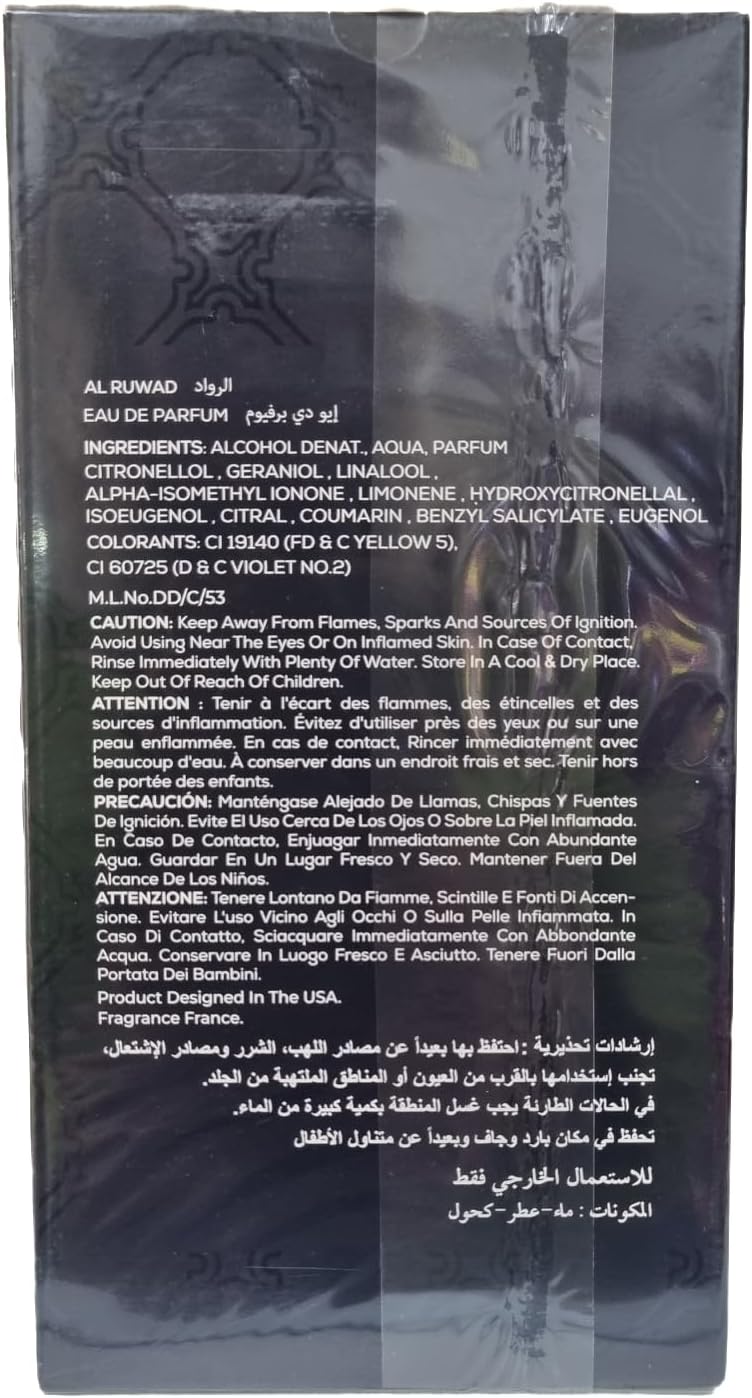 AL RUWAD الرواد
EAU DE PARFUM إيو دي برفيوم
INGREDIENTS: ALCOHOL DENAT., AQUA, PARFUM
CITRONELLOL , GERANIOL , LINALOOL ,
ALPHA-ISOMETHYL IONONE , LIMONENE , HYDROXYCITRONELLAL ,
ISOEUGENOL , CITRAL , COUMARIN , BENZYL SALICYLATE , EUGENOL
COLORANTS: CI 19140 (FD & C YELLOW 5),
CI 60725 (D & C VIOLET NO.2)
M.L.No.DD/C/53
CAUTION: Keep Away From Flames, Sparks And Sources Of Ignition.
Avoid Using Near The Eyes Or On Inflamed Skin. In Case Of Contact,
Rinse Immediately With Plenty Of Water. Store In A Cool & Dry Place.
Keep Out Of Reach Of Children.
ATTENTION : Tenir à l'écart des flammes, des étincelles et des
sources d'inflammation. Évitez d'utiliser près des yeux ou sur une
peau enflammée. En cas de contact, Rincer immédiatement avec
beaucoup d'eau. À conserver dans un endroit frais et sec. Tenir hors
de portée des enfants.
PRECAUCIÓN: Manténgase Alejado De Llamas, Chispas Y Fuentes
De Ignición. Evite El Uso Cerca De Los Ojos O Sobre La Piel Inflamada.
En Caso De Contacto, Enjuagar Inmediatamente Con Abundante
Agua. Guardar En Un Lugar Fresco Y Seco. Mantener Fuera Del
Alcance De Los Niños.
ATTENZIONE: Tenere Lontano Da Fiamme, Scintille E Fonti Di Accen-
sione. Evitare L'uso Vicino Agli Occhi O Sulla Pelle Infiammata. In
Caso Di Contatto, Sciacquare Immediatamente Con Abbondante
Acqua. Conservare In Luogo Fresco E Asciutto. Tenere Fuori Dalla
Portata Dei Bambini.
Product Designed In The USA.
Fragrance France.
إرشادات تحذيرية : احتفظ بها بعيداً عن مصادر اللهب، الشرر ومصادر الإشتعال،
تجنب إستخدامها بالقرب من العيون أو المناطق الملتهبة من الجلد.
في الحالات الطارئة يجب غسل المنطقة بكمية كبيرة من الماء.
تحفظ في مكان بارد وجاف وبعيداً عن متناول الأطفال
للاستعمال الخارجي فقط
المكونات : ماء-عطر-كحول